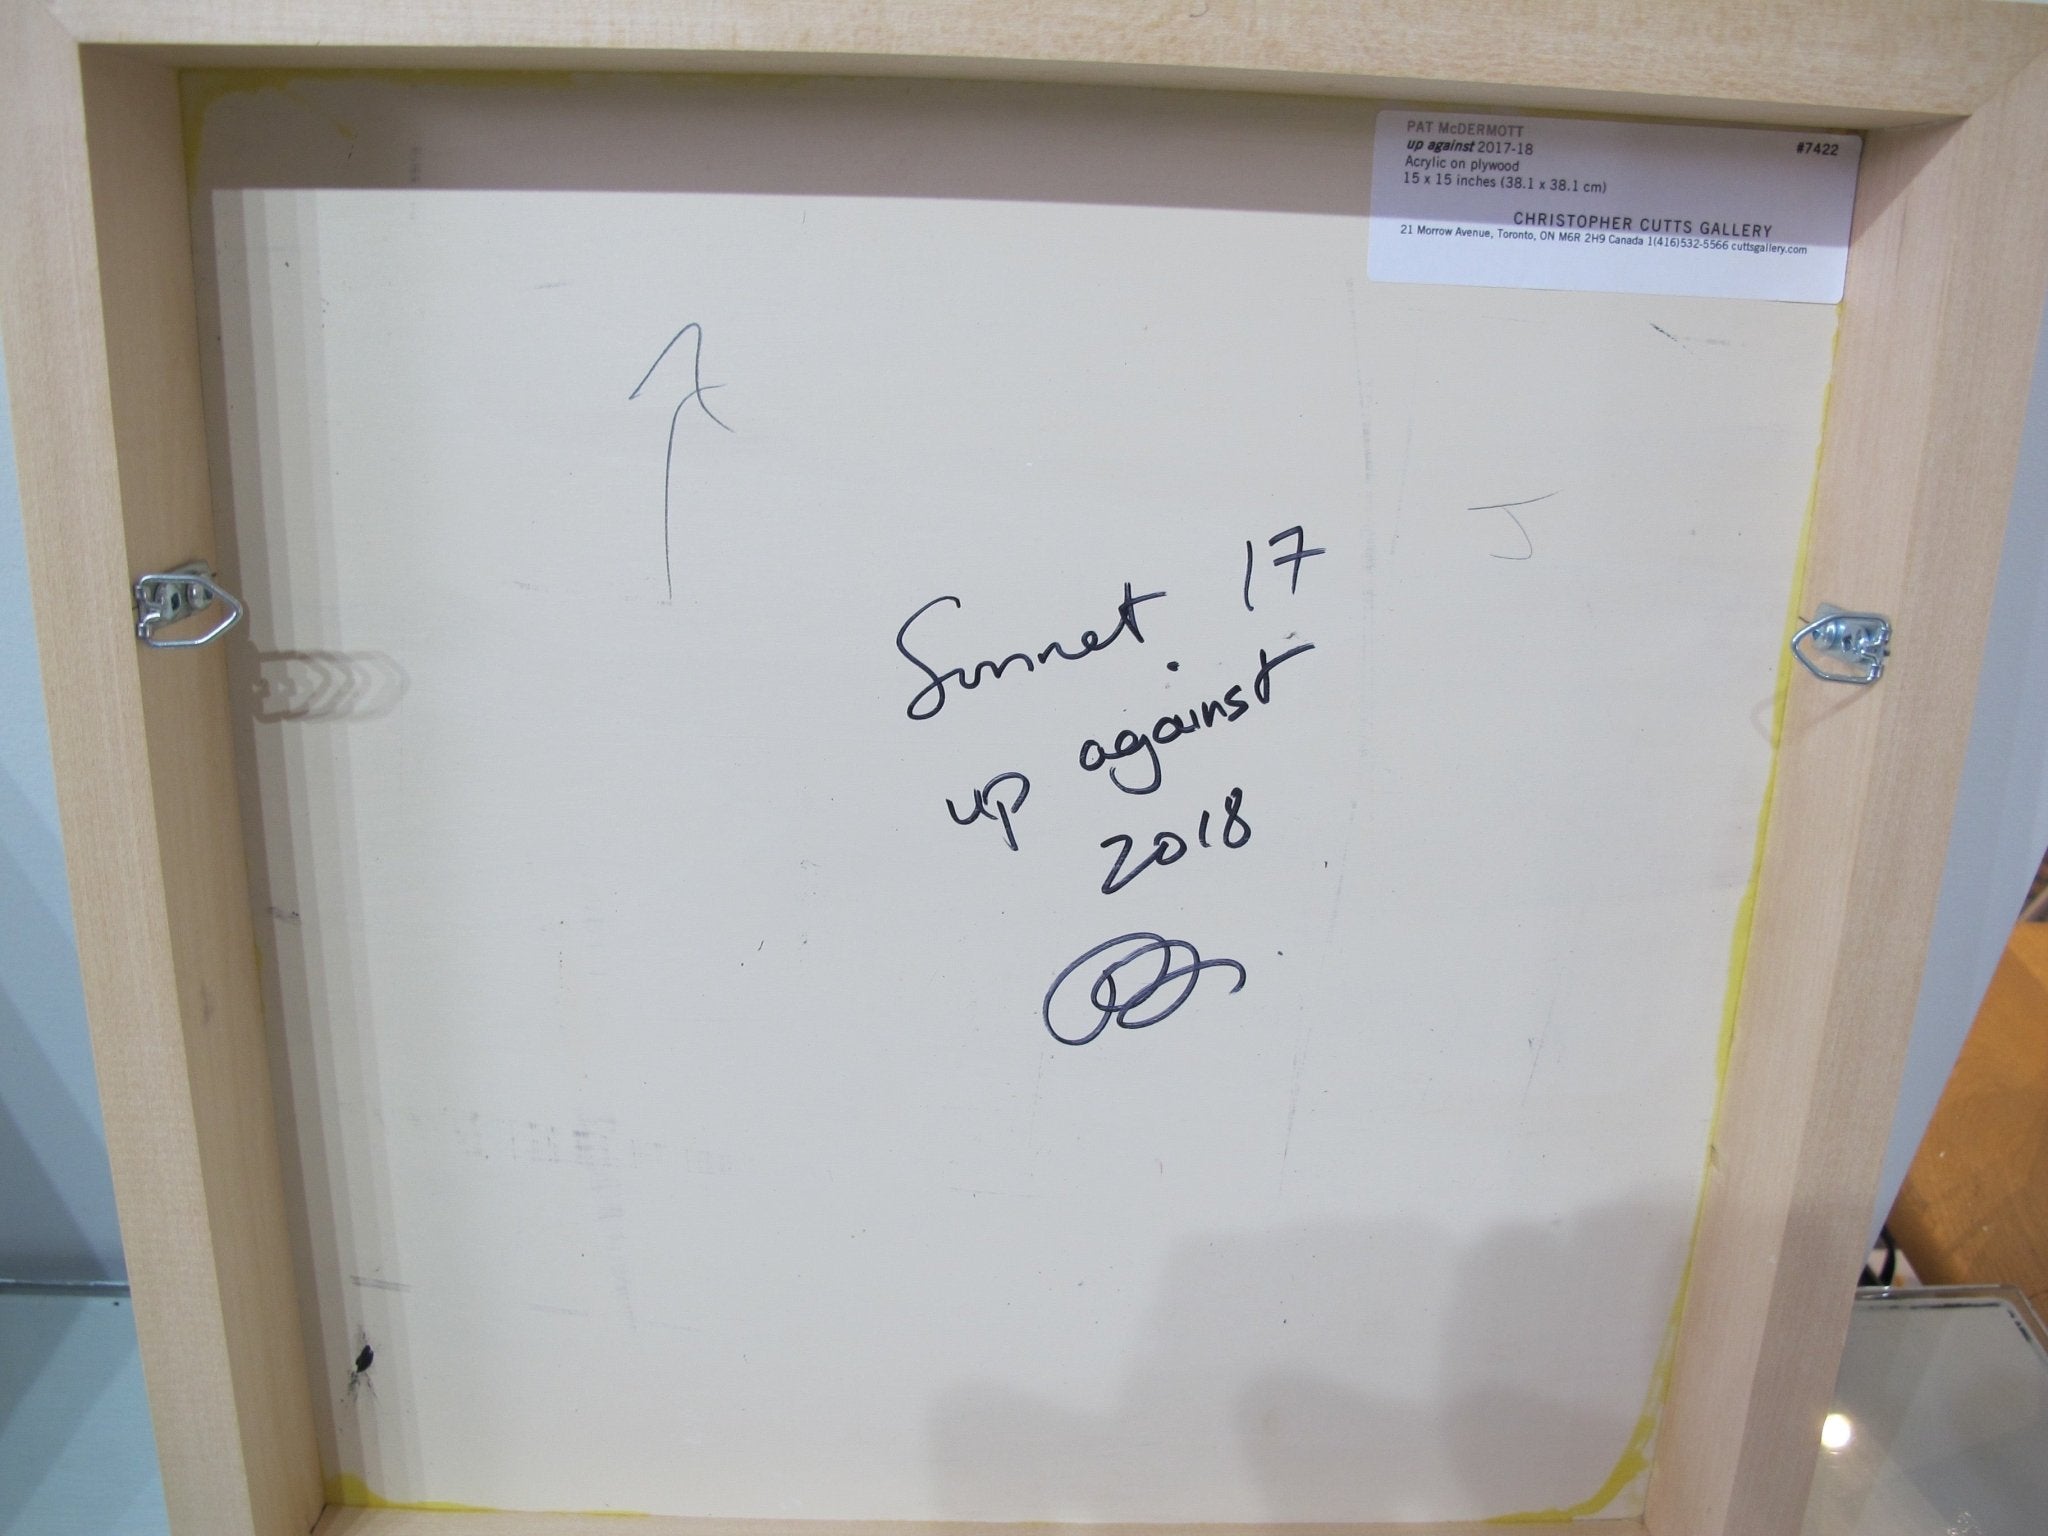 PAT McDERMOTT
up against 2017-18 #7422
Acrylic on plywood
15 x 15 inches (38.1 x 38.1 cm)
CHRISTOPHER CUTTS GALLERY
21 Morrow Avenue, Toronto, ON M6R 2H9 Canada 1(416)532-5566 cuttsgallery.com
J
Sonnet 17
up against
2018